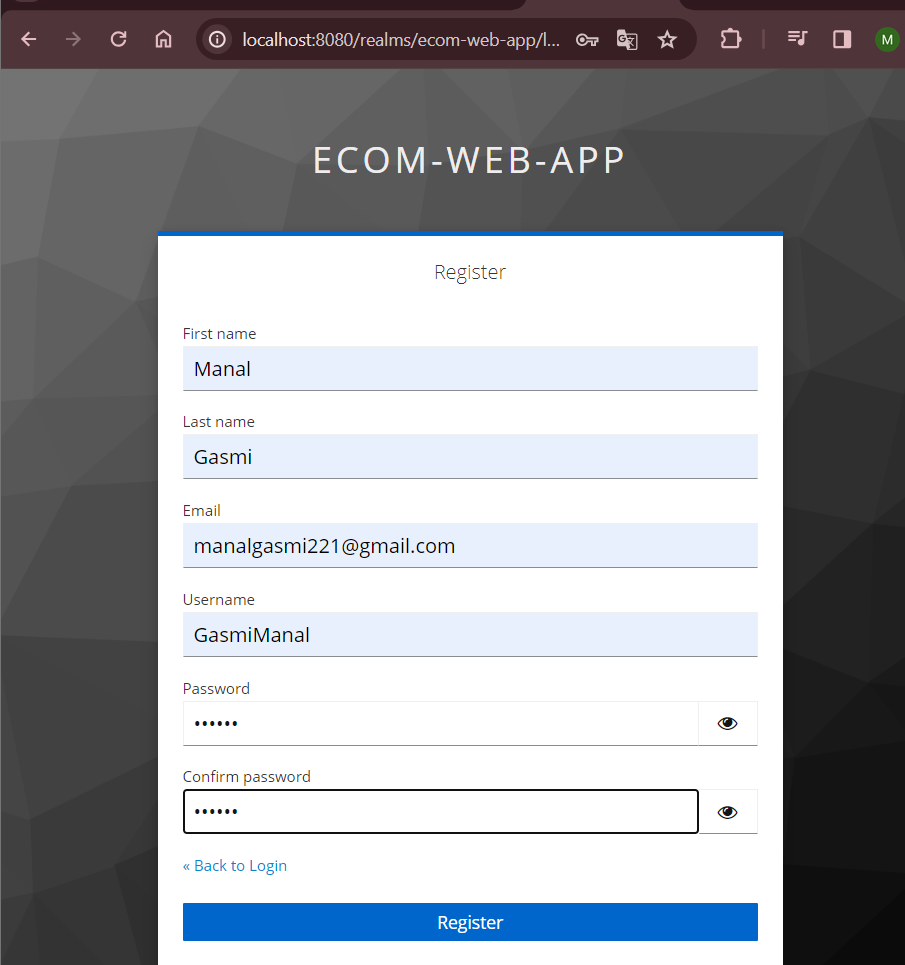 localhost:8080/realms/ecom-web-app/l...
M
ECOM-WEB-APP
Register
First name
Manal
Last name
Gasmi
Email
manalgasmi221@gmail.com
Username
GasmiManal
Password
••••••
Confirm password
••••••
« Back to Login
Register